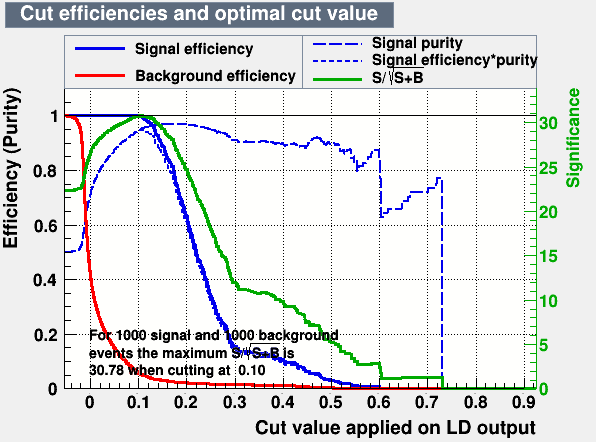 Cut efficiencies and optimal cut value
Signal efficiency
Background efficiency
Signal purity
Signal efficiency*purity
S/√S+B
Efficiency (Purity)
1
0.8
0.6
0.4
0.2
0
30
25
20
15
10
5
0
Significance
For 1000 signal and 1000 background
events the maximum S/√S+B is
30.78 when cutting at 0.10
0 0.1 0.2 0.3 0.4 0.5 0.6 0.7 0.8 0.9
Cut value applied on LD output